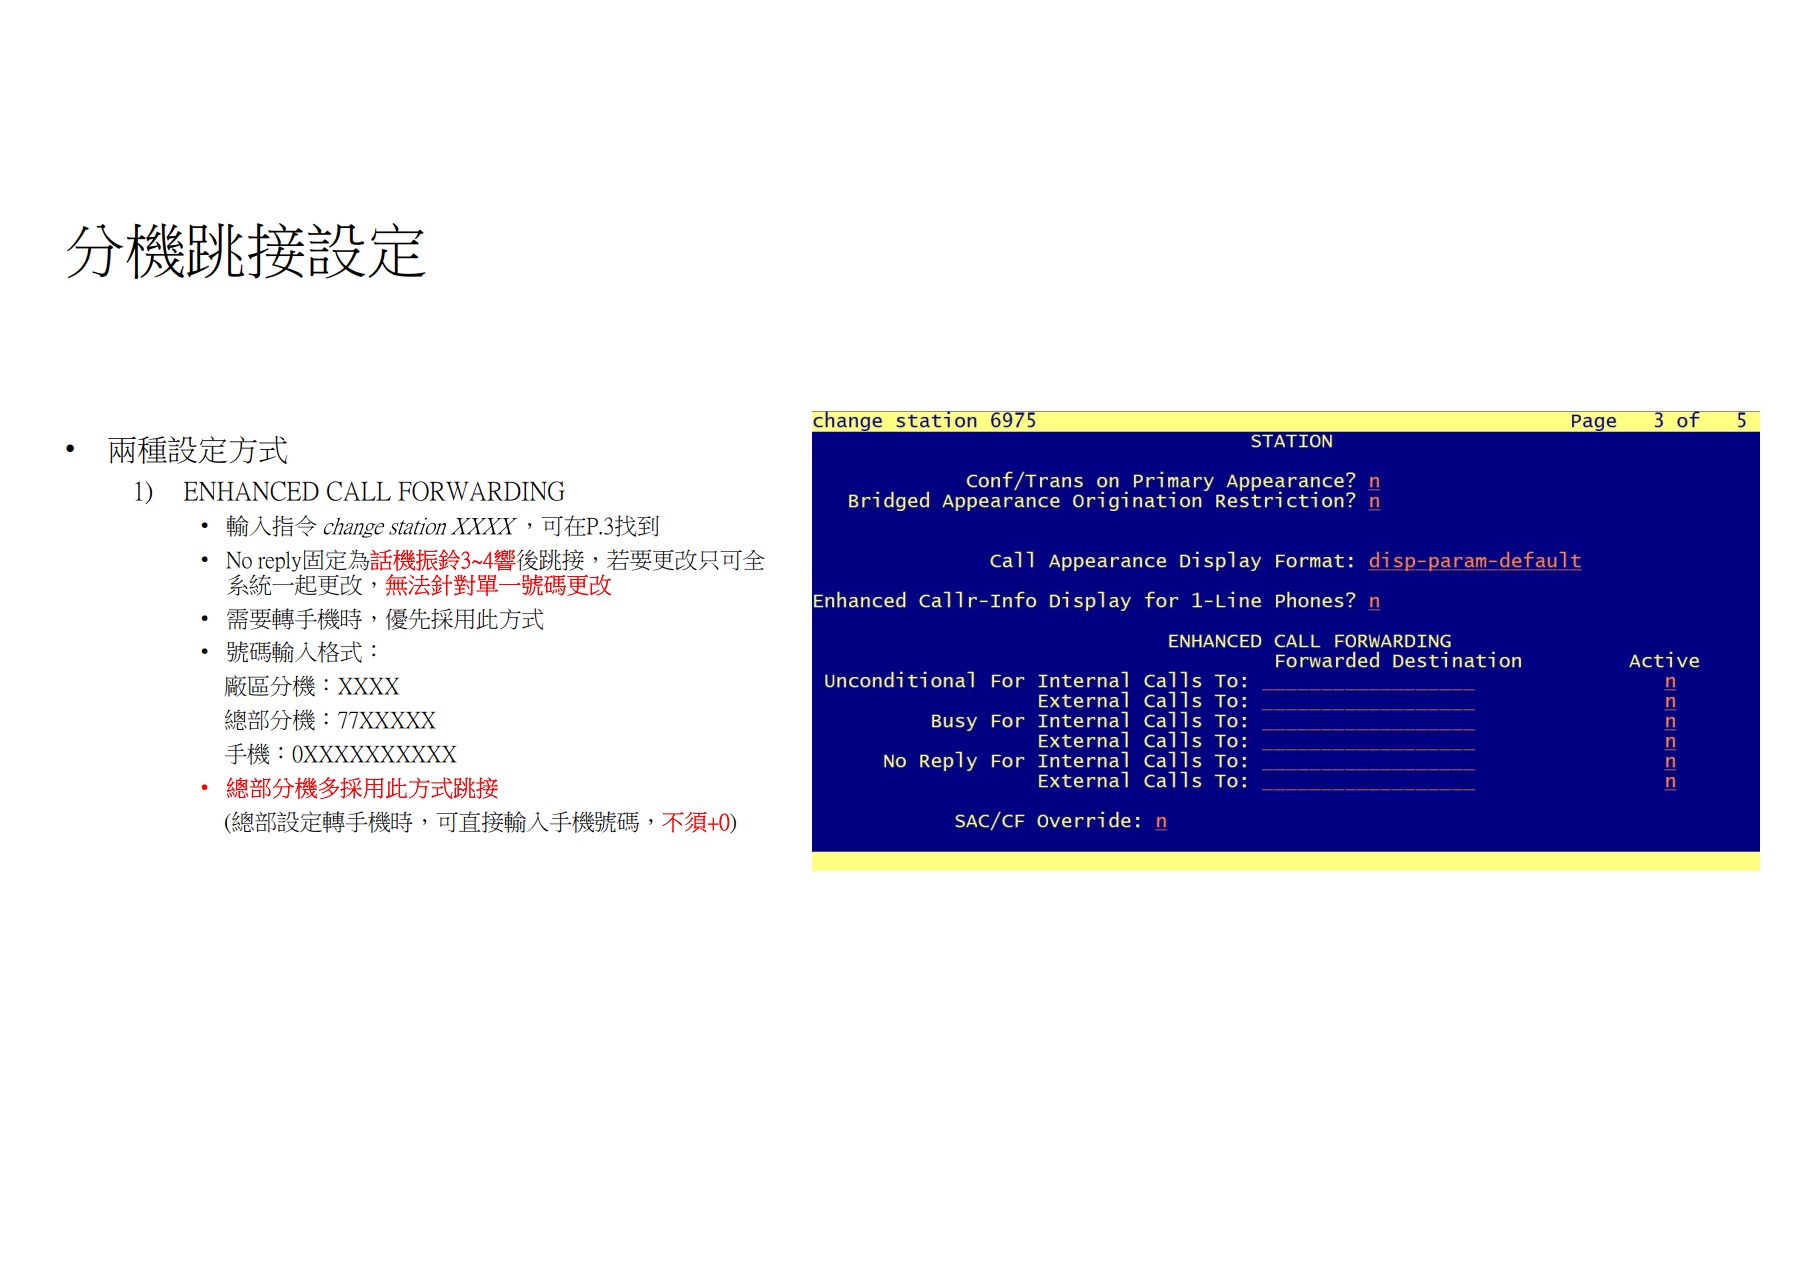 分機跳接設定
• 兩種設定方式
1) ENHANCED CALL FORWARDING
• 輸入指令 change station XXXX，可在P.3找到
• No reply固定為話機振鈴3~4響後跳接，若要更改只可全
系統一起更改，無法針對單一號碼更改
• 需要轉手機時，優先採用此方式
• 號碼輸入格式：
廠區分機：XXXX
總部分機：77XXXXX
手機：0XXXXXXXXXX
• 總部分機多採用此方式跳接
(總部設定轉手機時，可直接輸入手機號碼，不須+0)
change station 6975 Page 3 of 5
STATION
Conf/Trans on Primary Appearance? n
Bridged Appearance Origination Restriction? n
Call Appearance Display Format: disp-param-default
Enhanced Callr-Info Display for 1-Line Phones? n
ENHANCED CALL FORWARDING
Forwarded Destination Active
Unconditional For Internal Calls To: __________________ n
External Calls To: __________________ n
Busy For Internal Calls To: __________________ n
External Calls To: __________________ n
No Reply For Internal Calls To: __________________ n
External Calls To: __________________ n
SAC/CF Override: n